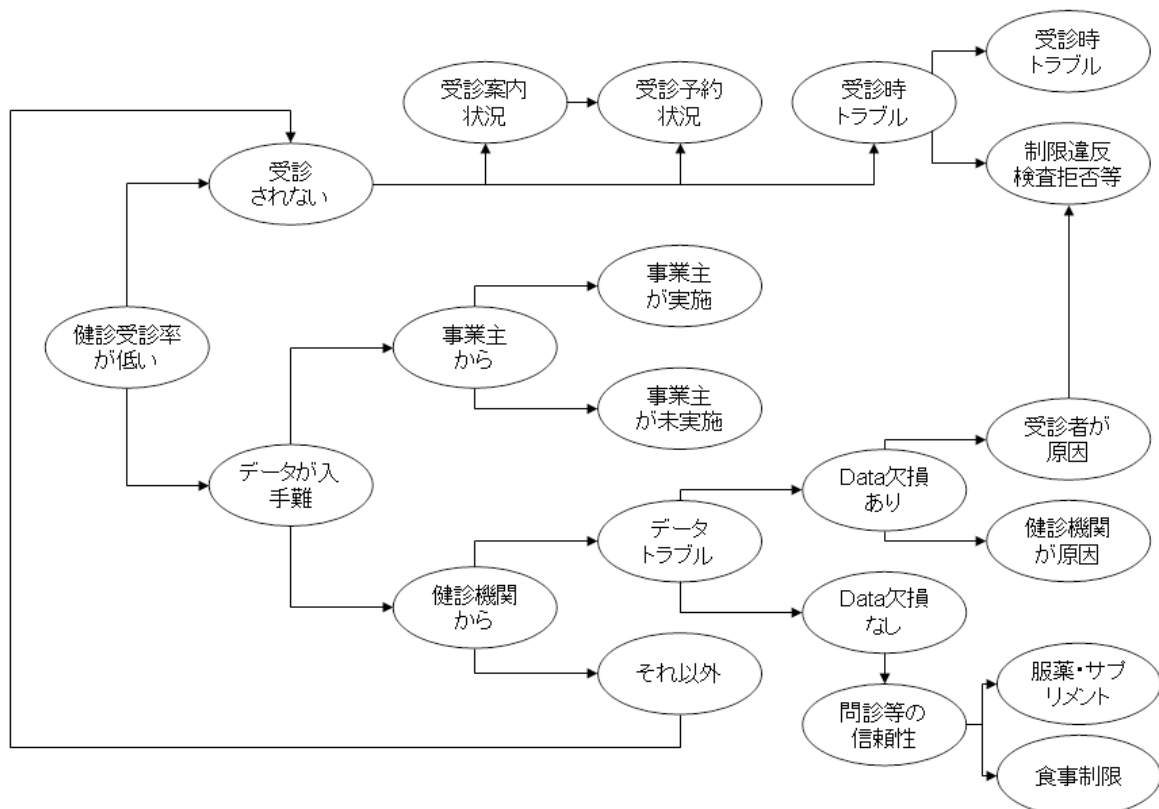 受診時
トラブル
受診案内
状況
受診予約
状況
受診時
トラブル
受診
されない
制限違反
検査拒否等
事業主
が実施
健診受診率
が低い
事業主
から
事業主
が未実施
受診者が
原因
データが入
手難
Data欠損
あり
データ
トラブル
健診機関
が原因
健診機関
から
Data欠損
なし
それ以外
服薬・サプ
リメント
問診等の
信頼性
食事制限